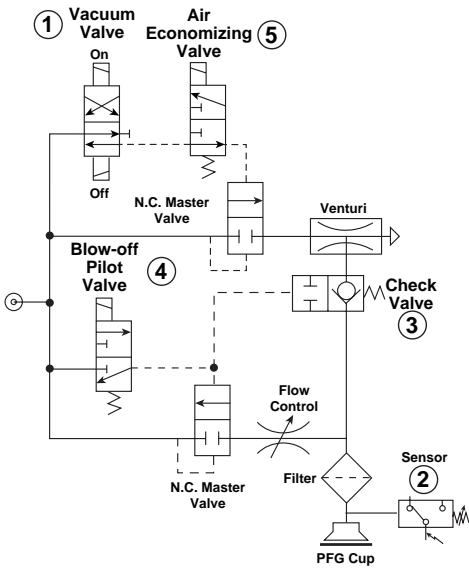 1
Vacuum
Valve
On
Off
Air
Economizing
Valve
5
N.C. Master
Valve
Venturi
Blow-off
Pilot
Valve
4
Check
Valve
3
Flow
Control
N.C. Master
Valve
Filter
Sensor
2
PFG Cup